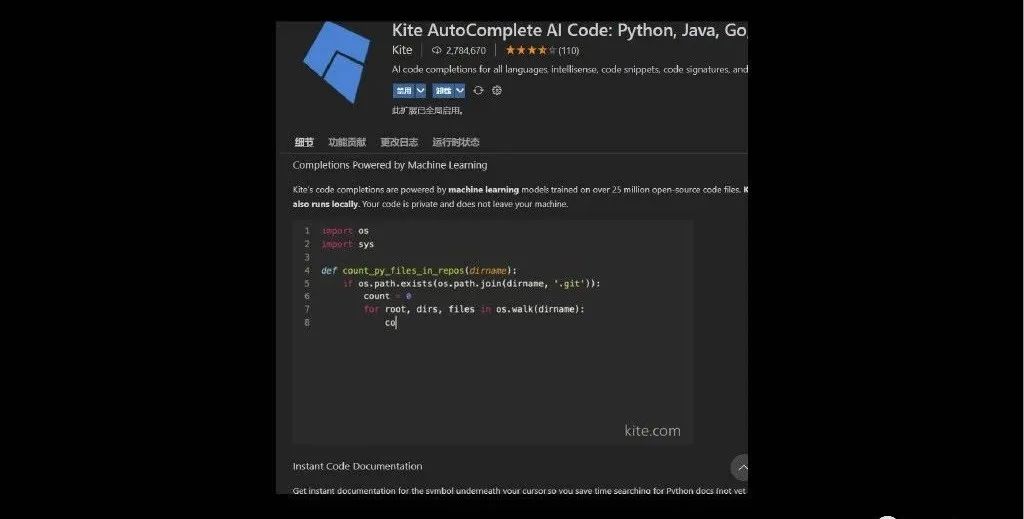 Kite AutoComplete AI Code: Python, Java, Go,
Kite 2,784,670 (110)
AI code completions for all languages, intellisense, code snippets, code signatures, and
禁用 卸载
此扩展已全局启用。
细节 功能贡献 更改日志 运行时状态
Completions Powered by Machine Learning
Kite's code completions are powered by machine learning models trained on over 25 million open-source code files. K
also runs locally. Your code is private and does not leave your machine.
1 import os
2 import sys
3
4 def count_py_files_in_repos(dirname):
5 if os.path.exists(os.path.join(dirname, '.git')):
6 count = 0
7 for root, dirs, files in os.walk(dirname):
8 co
kite.com
Instant Code Documentation
Get instant documentation for the symbol underneath your cursor so you save time searching for Python docs (not yet